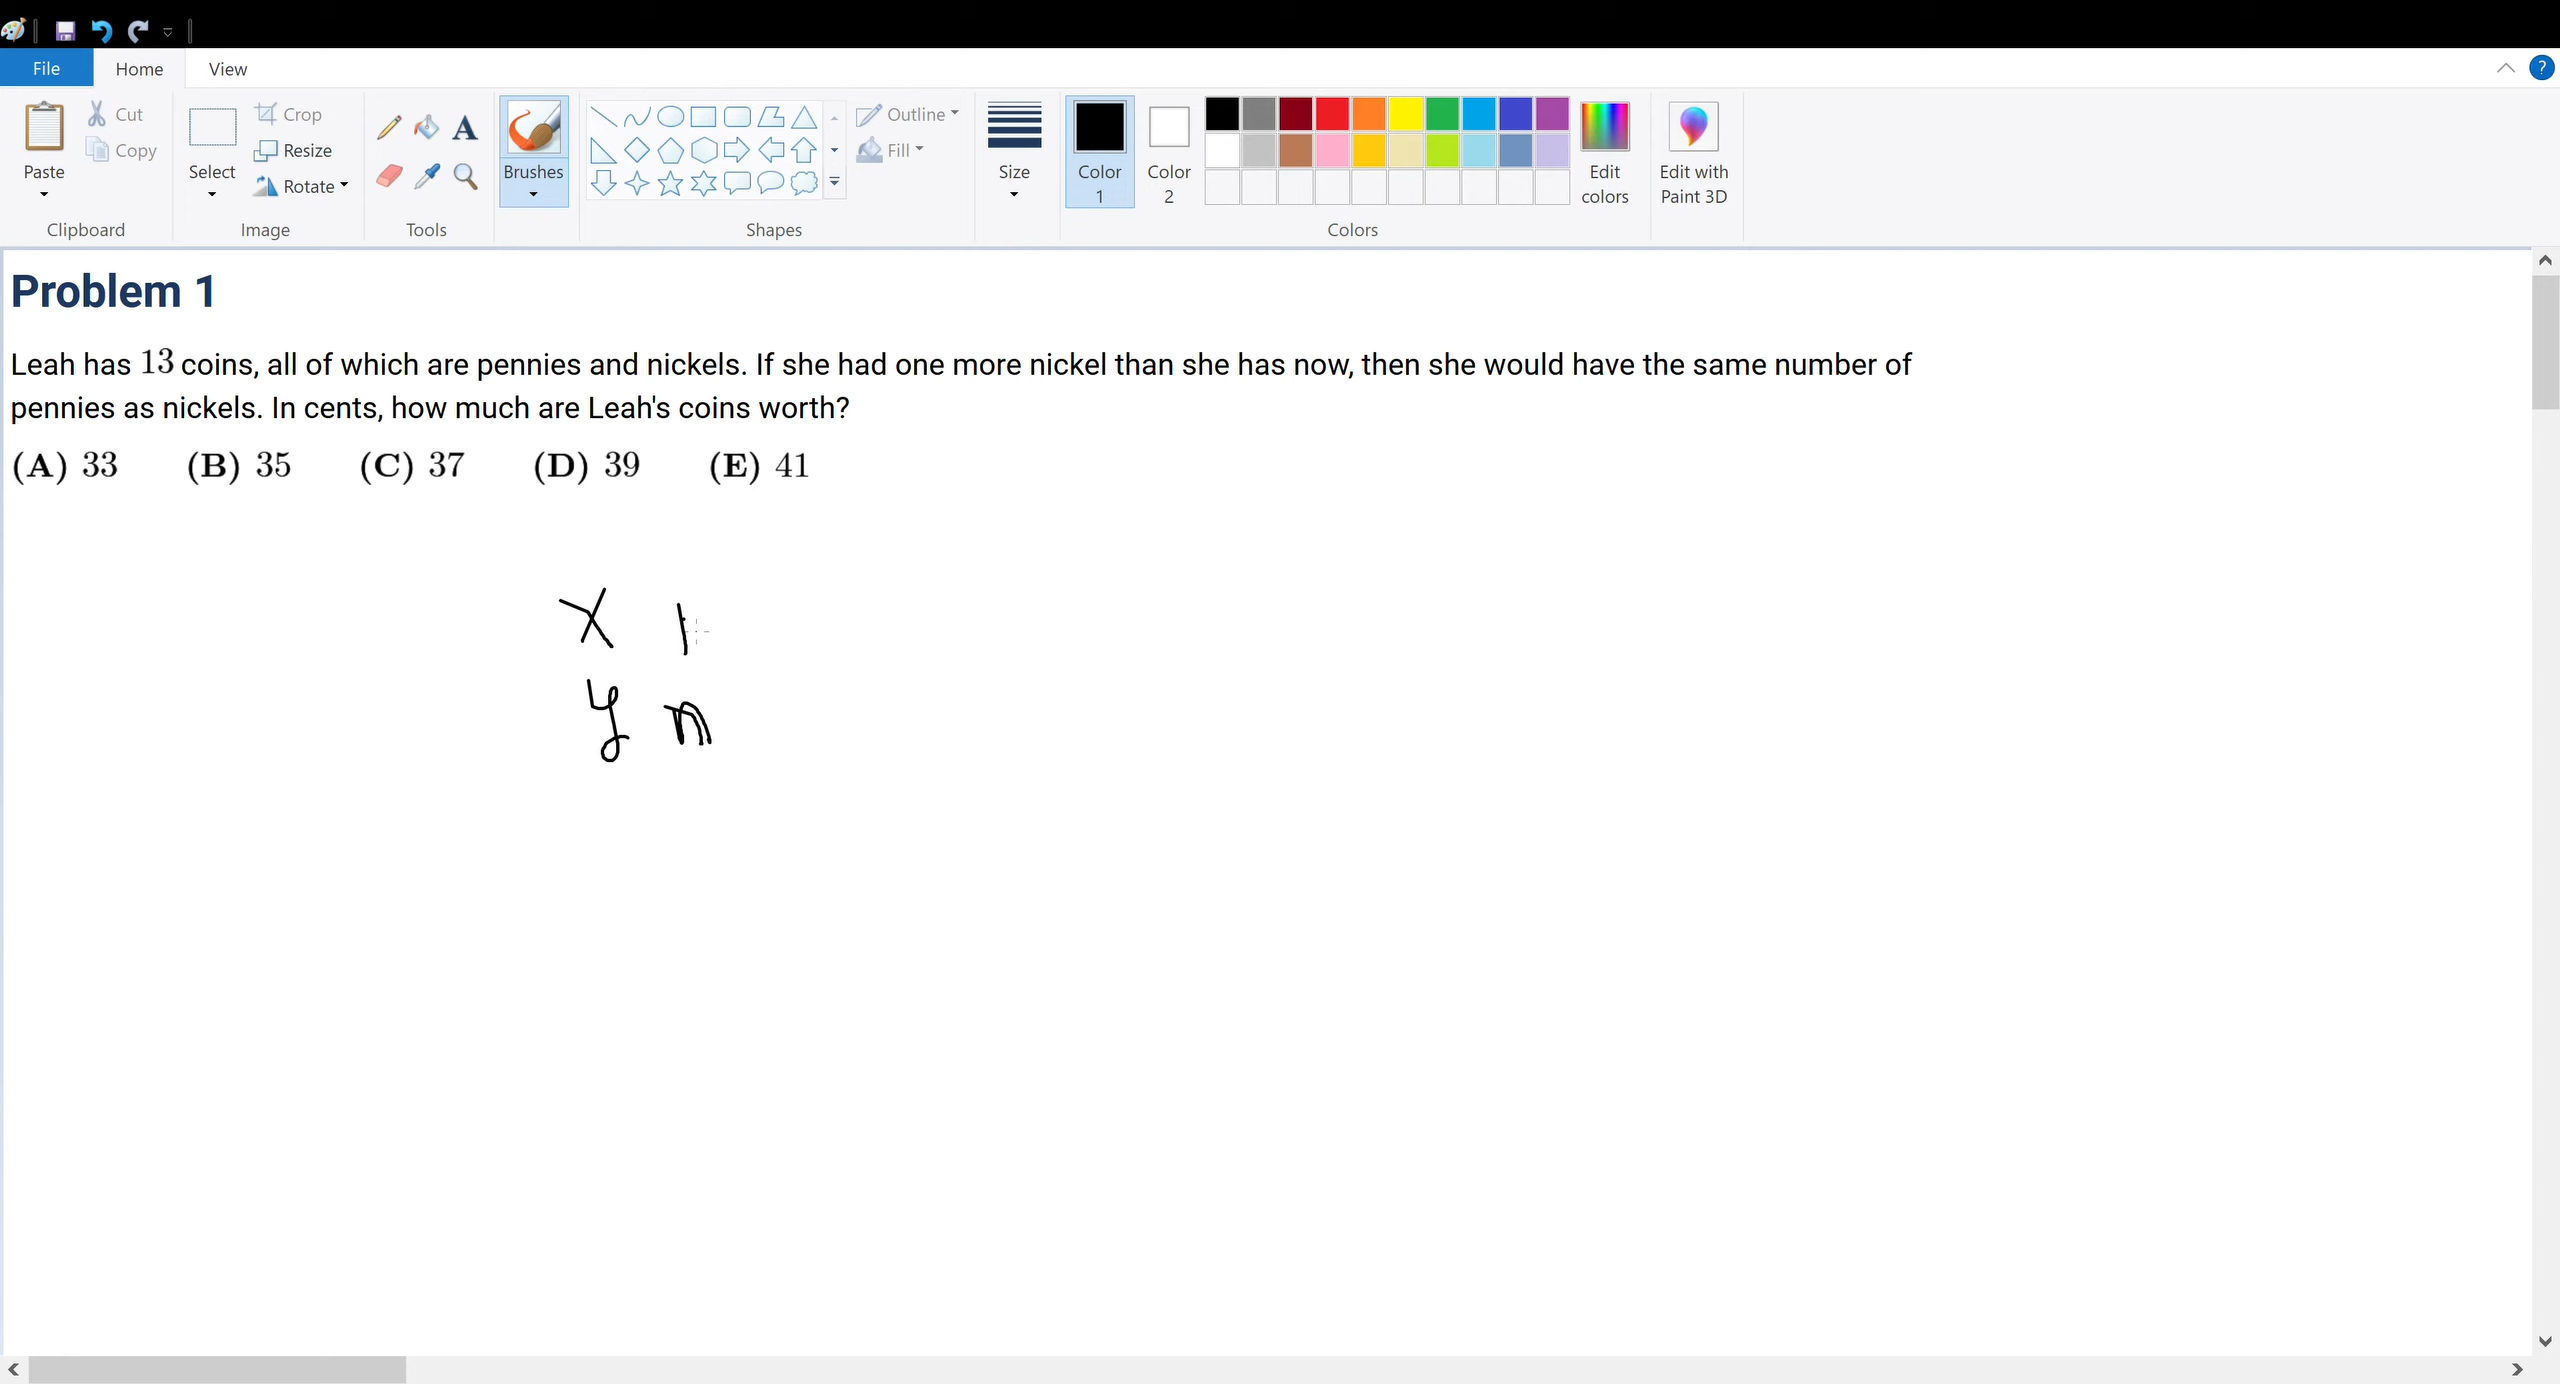 File Home View
Paste Cut Copy Clipboard
Select Crop Resize Rotate Image
Tools
Brushes
Shapes
Outline Fill
Size
Color 1
Color 2
Edit colors
Colors
Edit with Paint 3D
?
Problem 1
Leah has 13 coins, all of which are pennies and nickels. If she had one more nickel than she has now, then she would have the same number of
pennies as nickels. In cents, how much are Leah's coins worth?
(A) 33 (B) 35 (C) 37 (D) 39 (E) 41
x
y n